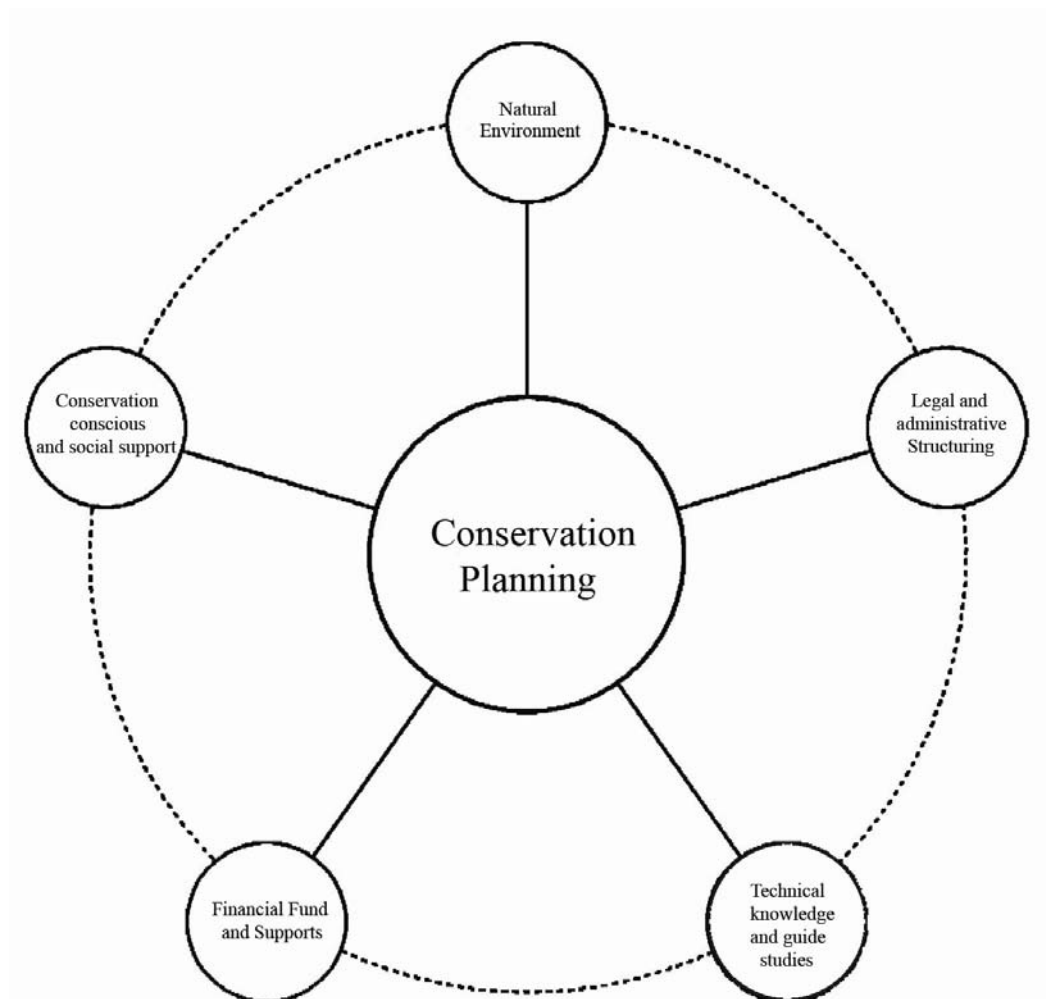 Natural
Environment
Conservation
conscious
and social support
Legal and
administrative
Structuring
Conservation
Planning
Financial Fund
and Supports
Technical
knowledge
and guide
studies